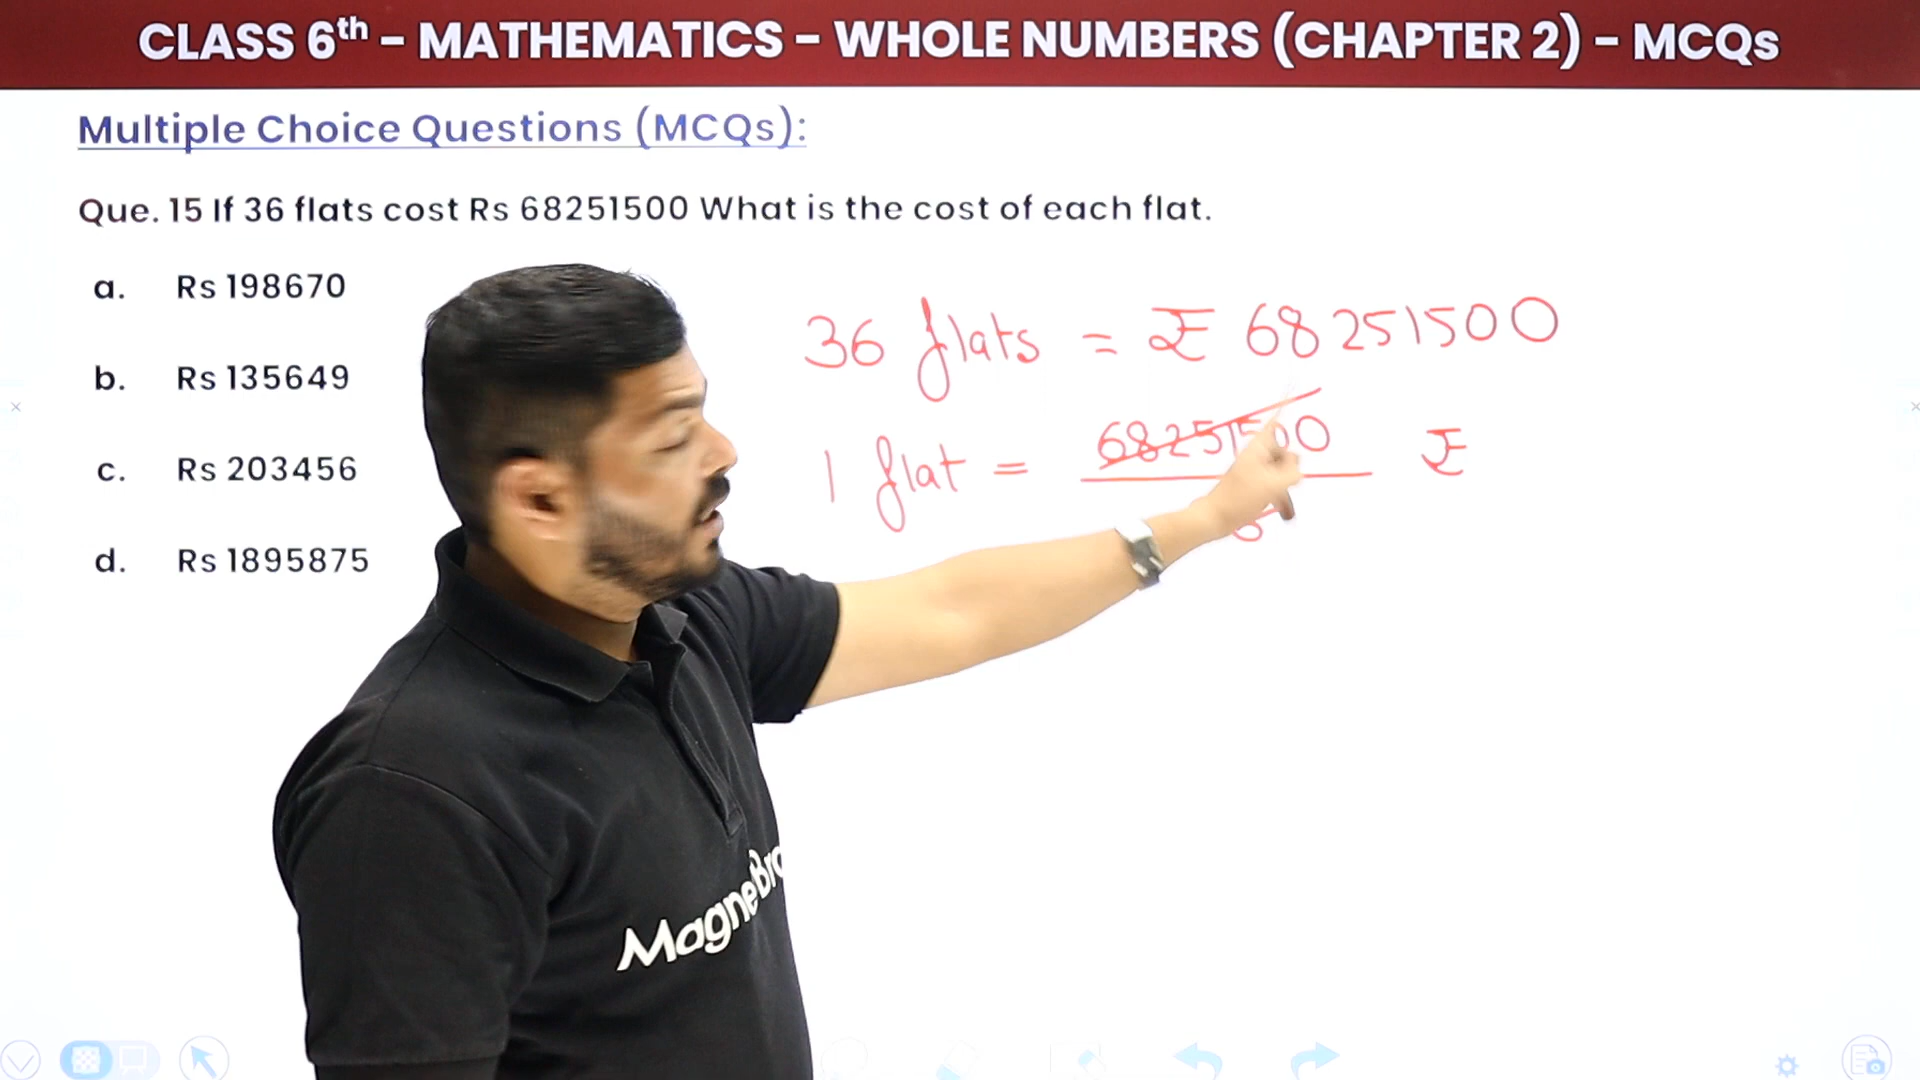 CLASS 6th - MATHEMATICS - WHOLE NUMBERS (CHAPTER 2) - MCQs
Multiple Choice Questions (MCQs):
Que. 15 If 36 flats cost Rs 68251500 What is the cost of each flat.
a. Rs 198670
b. Rs 135649
c. Rs 203456
d. Rs 1895875
36 flats = ₹ 68251500
1 flat = 68251500 ₹